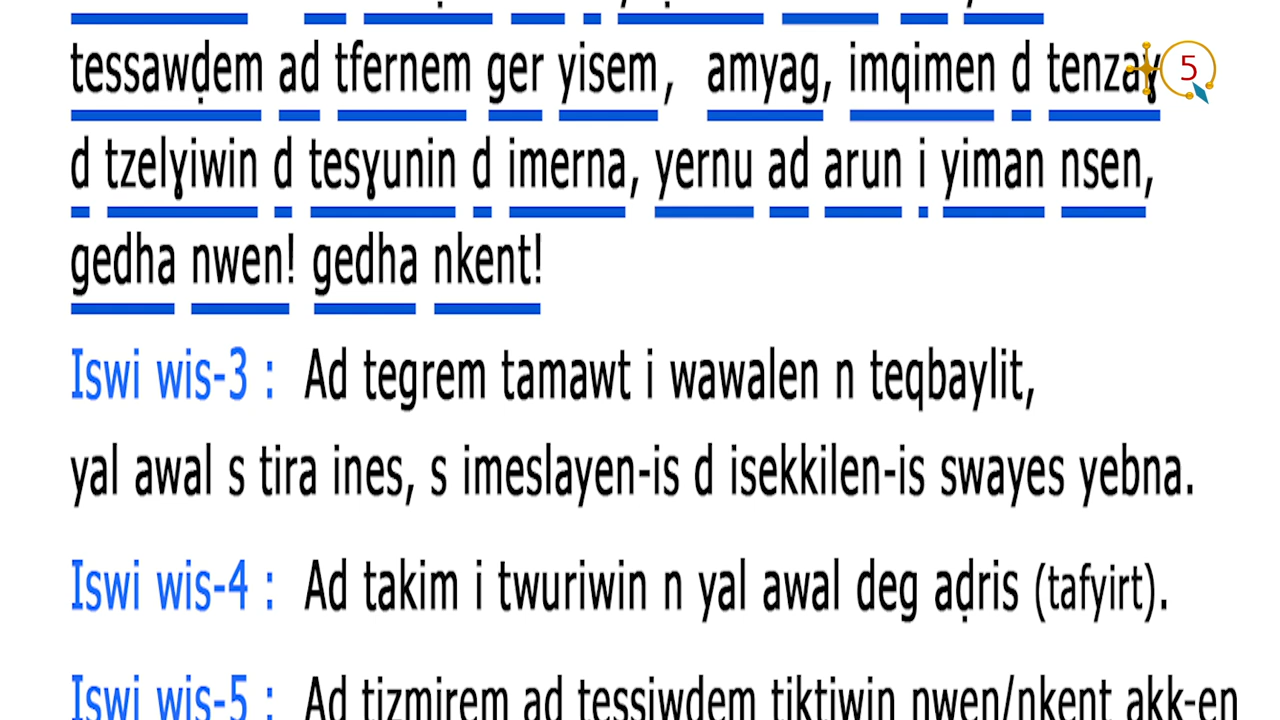 tessawḍem ad tfernem ger yisem, amyag, imqimen d tenzaɣ
5
d tzelɣiwin d tesɣunin d imerna, yernu ad arun i yiman nsen,
gedha nwen! gedha nkent!
Iswi wis-3 : Ad tegrem tamawt i wawalen n teqbaylit,
yal awal s tira ines, s imeslayen-is d isekkilen-is swayes yebna.
Iswi wis-4 : Ad takim i twuriwin n yal awal deg aḍris (tafyirt).
Iswi wis-5 : Ad tizmirem ad tessiwḍem tiktiwin nwen/nkent akk-en